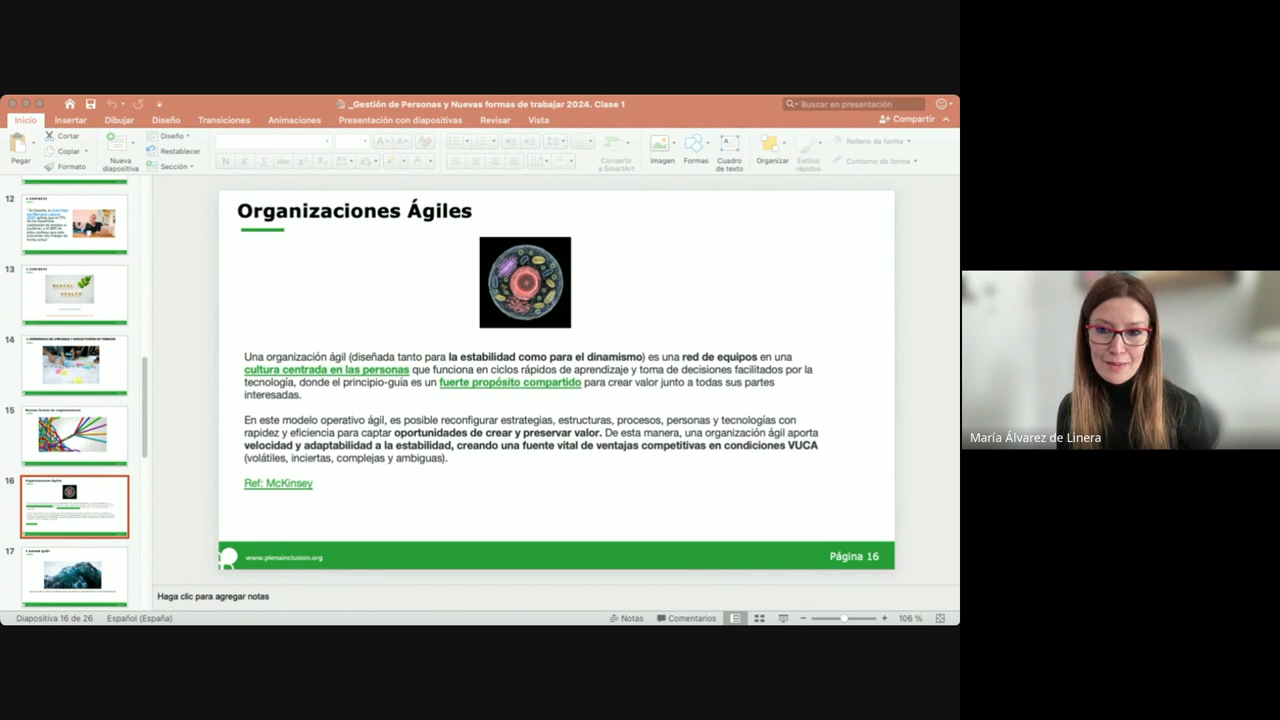 _Gestión de Personas y Nuevas formas de trabajar 2024. Clase 1
Buscar en presentación
Inicio Insertar Dibujar Diseño Transiciones Animaciones Presentación con diapositivas Revisar Vista Compartir
Pegar
Cortar
Copiar
Formato
Nueva
diapositiva
Diseño
Restablecer
Sección
Convertir
a SmartArt
Imagen
Formas
Cuadro
de texto
Organizar
Estilos
rápidos
Relleno de forma
Contorno de forma
12
13
14
15
Nuevas formas de organizaciones
16
Organizaciones Ágiles
17
Organizaciones Ágiles
Una organización ágil (diseñada tanto para la estabilidad como para el dinamismo) es una red de equipos en una
cultura centrada en las personas que funciona en ciclos rápidos de aprendizaje y toma de decisiones facilitados por la
tecnología, donde el principio-guía es un fuerte propósito compartido para crear valor junto a todas sus partes
interesadas.
En este modelo operativo ágil, es posible reconfigurar estrategias, estructuras, procesos, personas y tecnologías con
rapidez y eficiencia para captar oportunidades de crear y preservar valor. De esta manera, una organización ágil aporta
velocidad y adaptabilidad a la estabilidad, creando una fuente vital de ventajas competitivas en condiciones VUCA
(volátiles, inciertas, complejas y ambiguas).
Ref: McKinsey
www.plenainclusion.org
Página 16
Haga clic para agregar notas
Diapositiva 16 de 26 Español (España) Notas Comentarios 106 %
María Álvarez de Linera